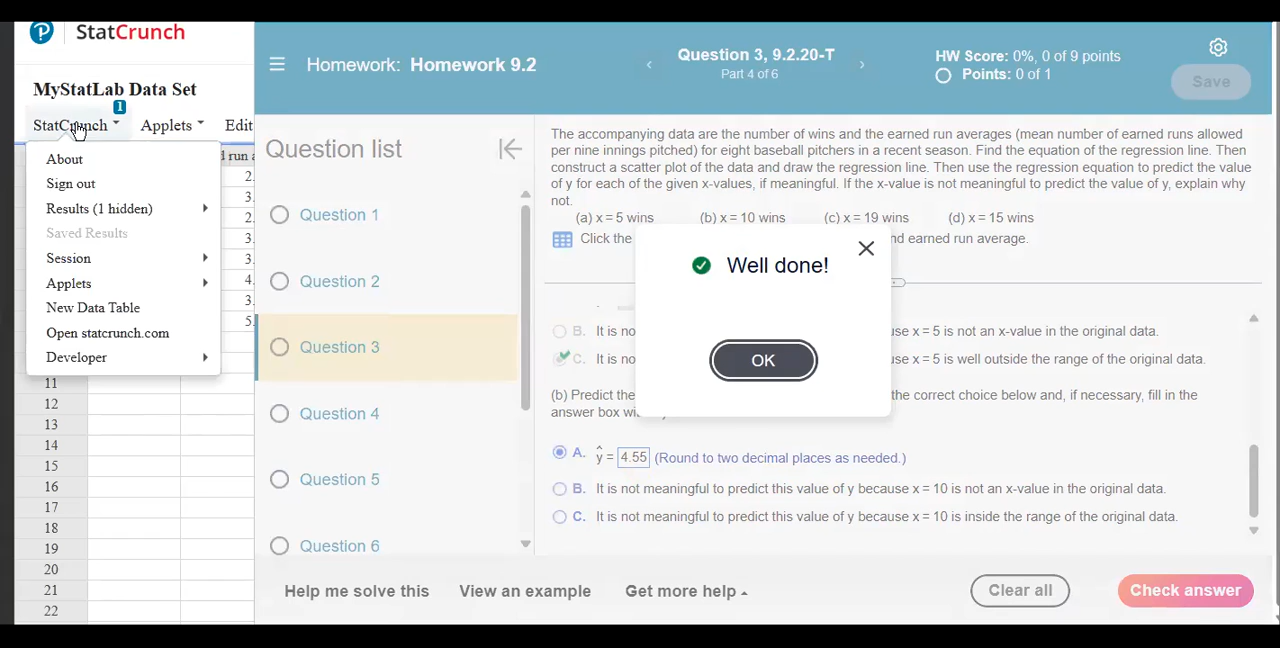 StatCrunch
MyStatLab Data Set
StatCrunch
1
Applets
Edit
About
Sign out
Results (1 hidden)
Saved Results
Session
Applets
New Data Table
Open statcrunch.com
Developer
d run a
2.
3.
2.
3.
3.
4.
3.
5.
11
12
13
14
15
16
17
18
19
20
21
22
Homework: Homework 9.2
Question 3, 9.2.20-T
Part 4 of 6
HW Score: 0%, 0 of 9 points
Points: 0 of 1
Save
Question list
Question 1
Question 2
Question 3
Question 4
Question 5
Question 6
The accompanying data are the number of wins and the earned run averages (mean number of earned runs allowed
per nine innings pitched) for eight baseball pitchers in a recent season. Find the equation of the regression line. Then
construct a scatter plot of the data and draw the regression line. Then use the regression equation to predict the value
of y for each of the given x-values, if meaningful. If the x-value is not meaningful to predict the value of y, explain why
not.
(a) x = 5 wins (b) x = 10 wins (c) x = 19 wins (d) x = 15 wins
Click the nd earned run average.
Well done!
OK
B. It is no use x = 5 is not an x-value in the original data.
C. It is no use x = 5 is well outside the range of the original data.
(b) Predict the the correct choice below and, if necessary, fill in the
answer box wi
A. ŷ = 4.55 (Round to two decimal places as needed.)
B. It is not meaningful to predict this value of y because x = 10 is not an x-value in the original data.
C. It is not meaningful to predict this value of y because x = 10 is inside the range of the original data.
Help me solve this
View an example
Get more help
Clear all
Check answer